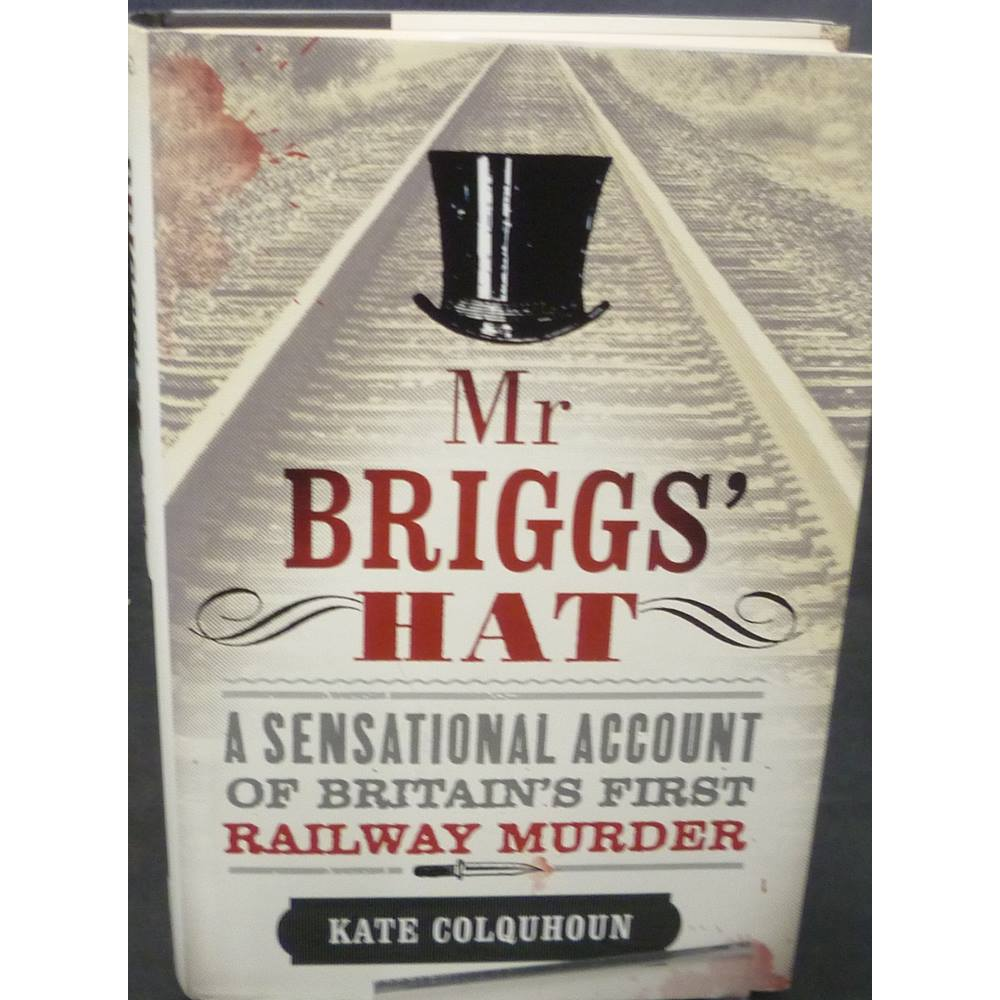 Mr
BRIGGS'
HAT
A SENSATIONAL ACCOUNT
OF BRITAIN'S FIRST
RAILWAY MURDER
KATE COLQUHOUN